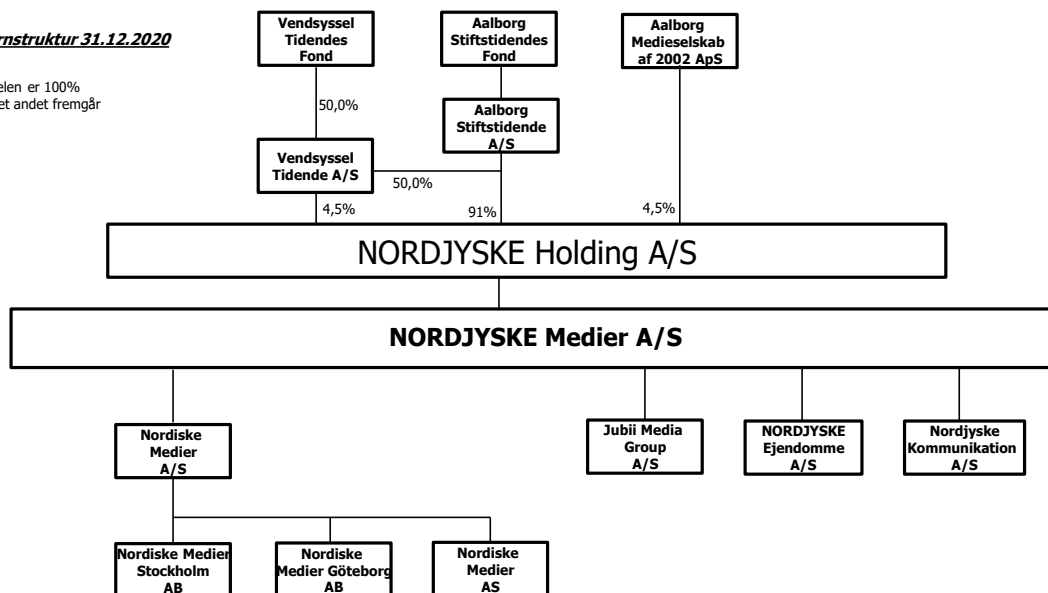 Vendsyssel
Tidendes
Fond
Aalborg
Stiftstidendes
Fond
Aalborg
Medieselskab
af 2002 ApS
rnstruktur 31.12.2020
elen er 100%
et andet fremgår
50,0%
Aalborg
Stiftstidende
A/S
Vendsyssel
Tidende A/S
50,0%
4,5%
91%
4,5%
NORDJYSKE Holding A/S
NORDJYSKE Medier A/S
Nordiske
Medier
A/S
Jubii Media
Group
A/S
NORDJYSKE
Ejendomme
A/S
Nordjyske
Kommunikation
A/S
Nordiske Medier
Stockholm
AB
Nordiske
Medier Göteborg
AB
Nordiske
Medier
AS